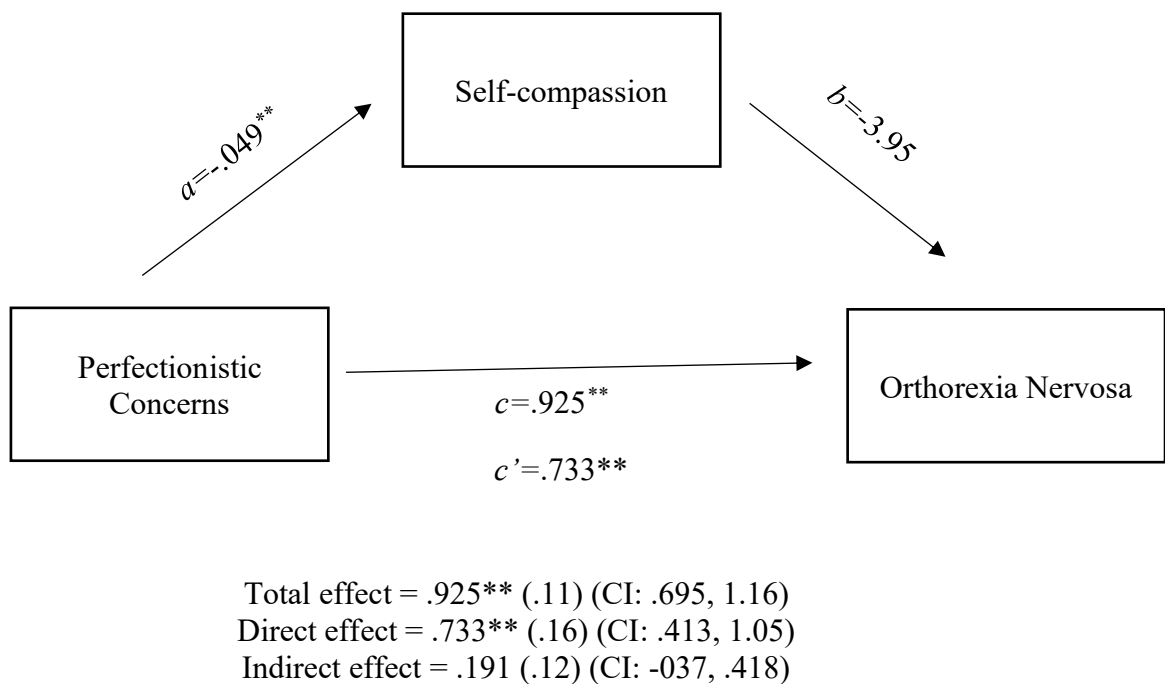 Self-compassion
a=-.049**
b=-3.95
Perfectionistic
Concerns
Orthorexia Nervosa
c=.925**
c’=.733**
Total effect = .925** (.11) (CI: .695, 1.16)
Direct effect = .733** (.16) (CI: .413, 1.05)
Indirect effect = .191 (.12) (CI: -037, .418)